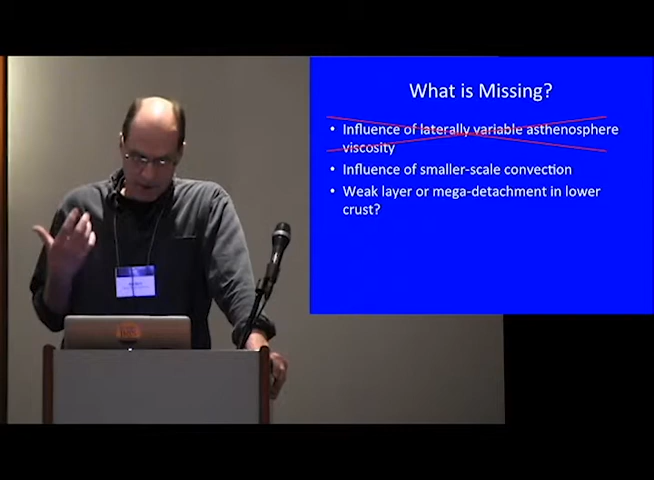 What is Missing?
• Influence of laterally variable asthenosphere
viscosity
• Influence of smaller-scale convection
• Weak layer or mega-detachment in lower
crust?